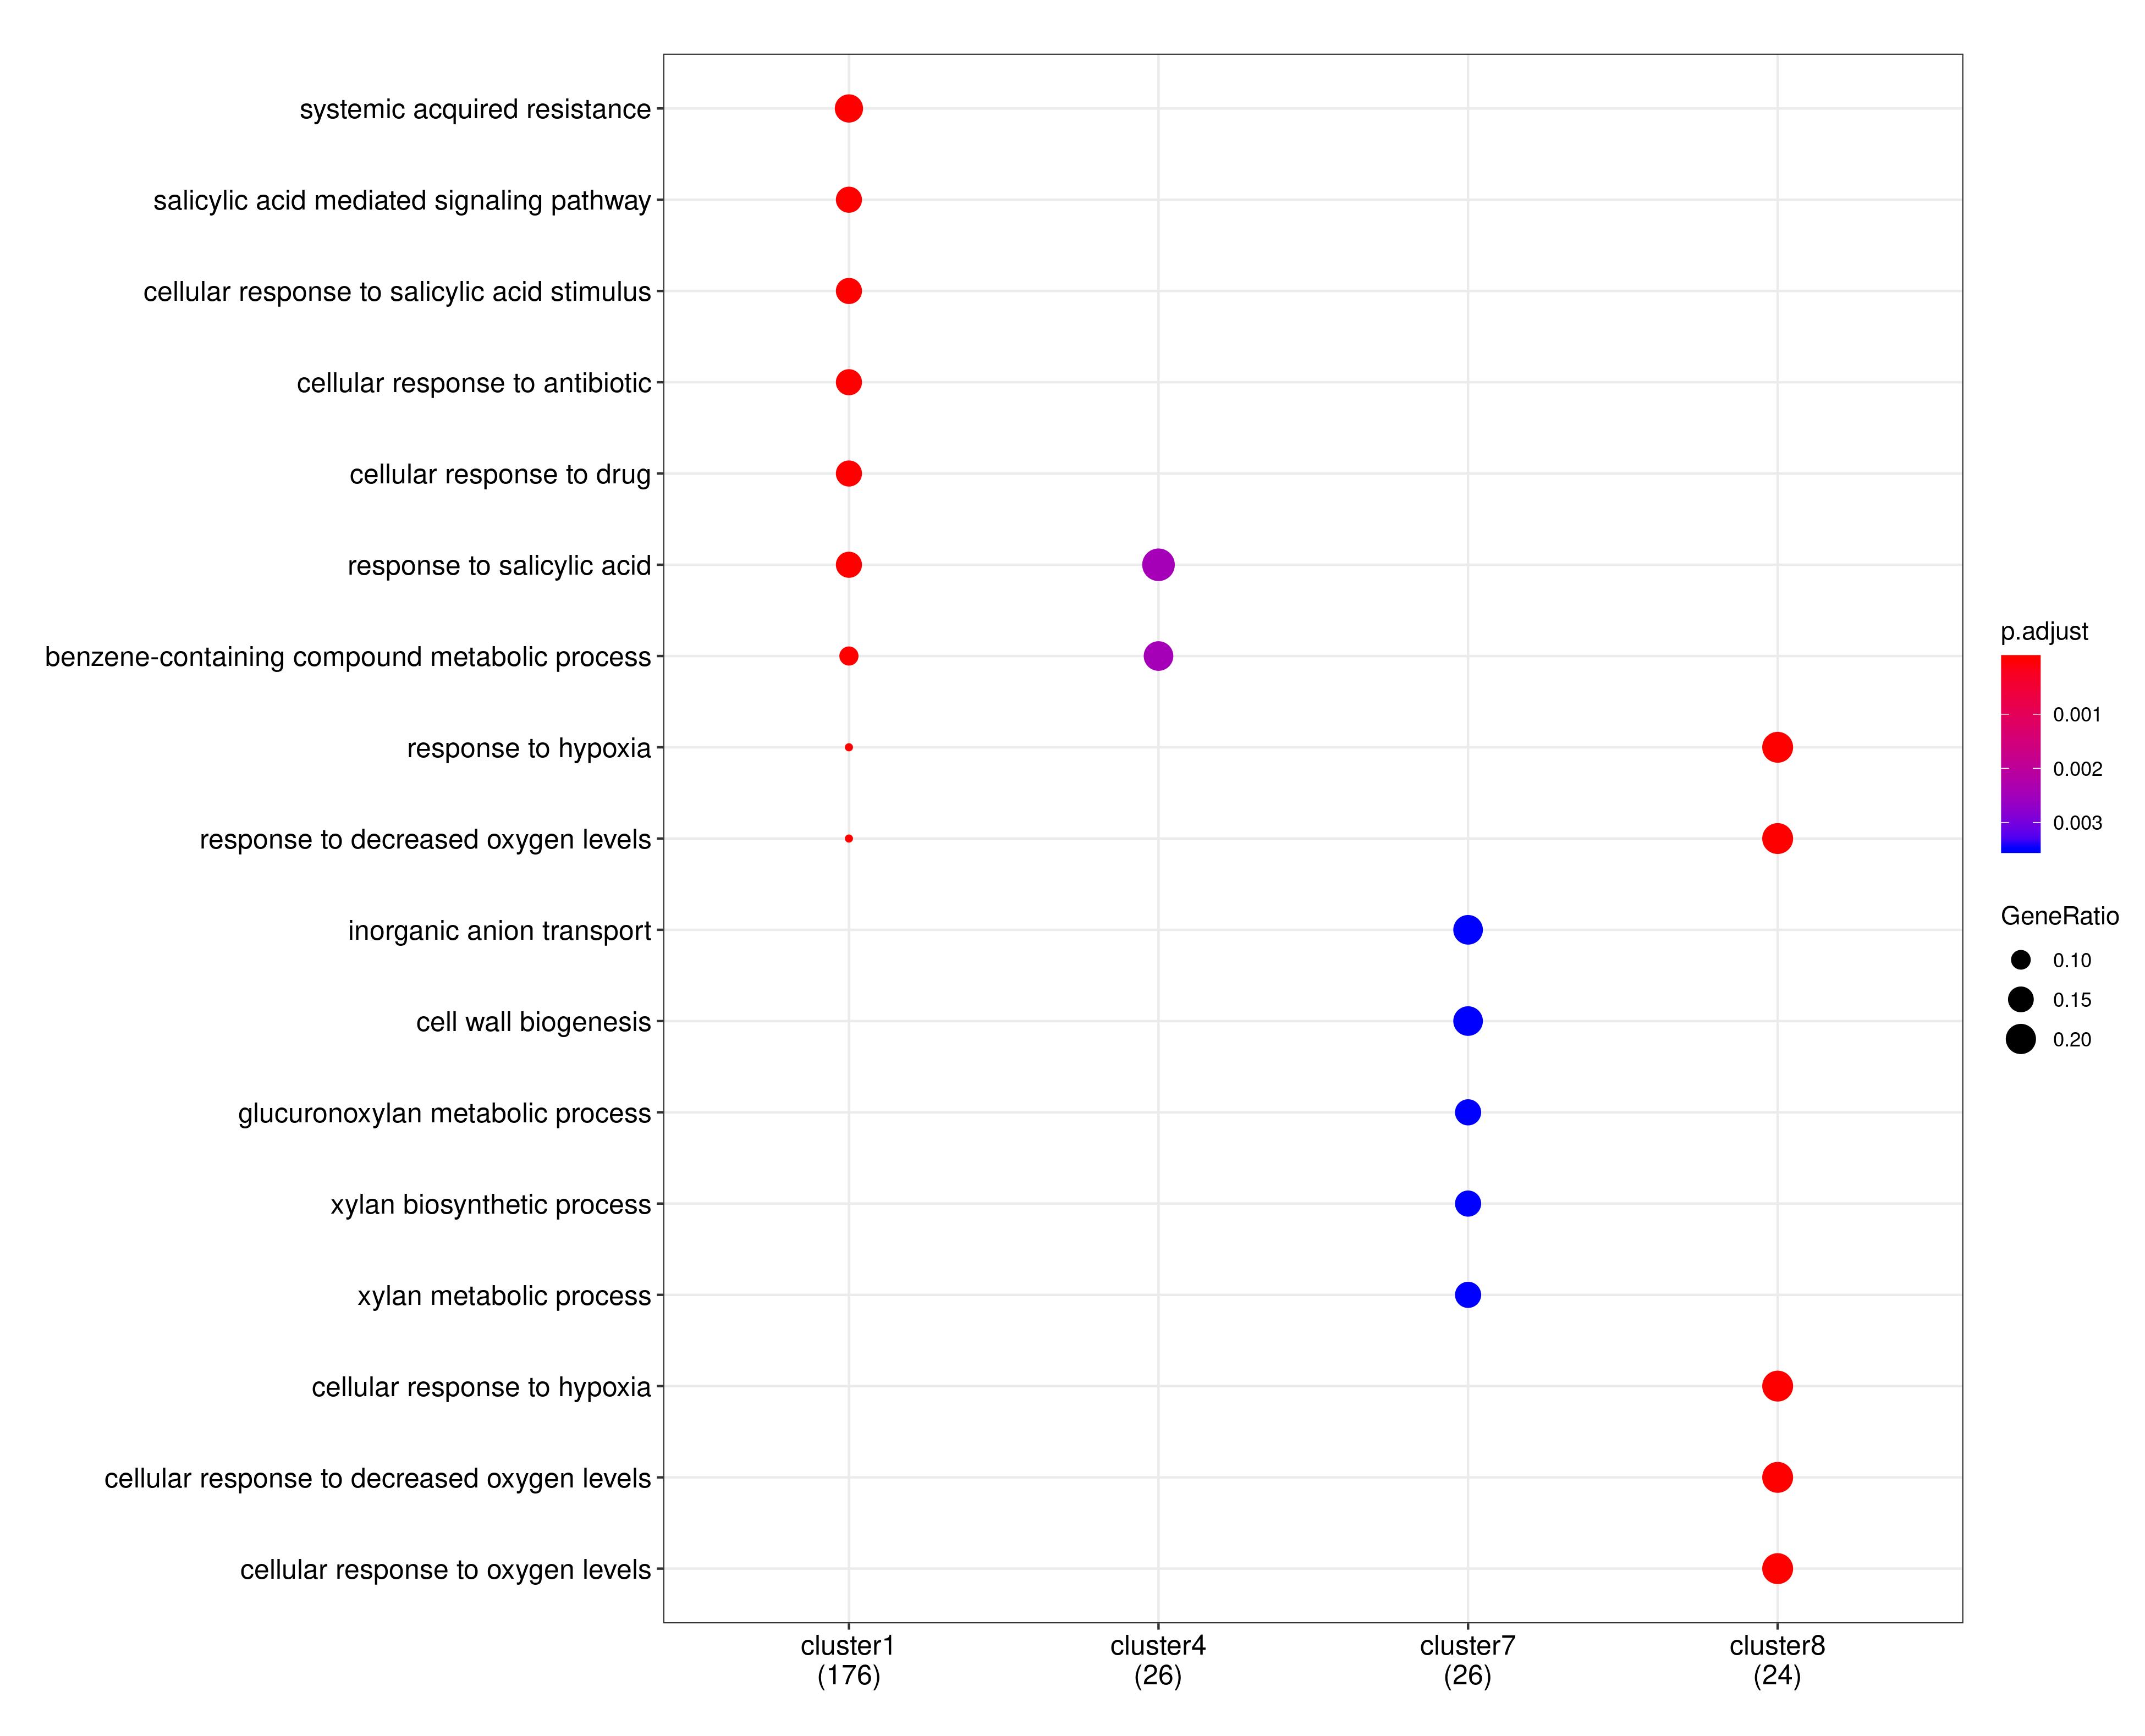 systemic acquired resistance
salicylic acid mediated signaling pathway
cellular response to salicylic acid stimulus
cellular response to antibiotic
cellular response to drug
response to salicylic acid
benzene-containing compound metabolic process
response to hypoxia
response to decreased oxygen levels
inorganic anion transport
cell wall biogenesis
glucuronoxylan metabolic process
xylan biosynthetic process
xylan metabolic process
cellular response to hypoxia
cellular response to decreased oxygen levels
cellular response to oxygen levels
cluster1
(176)
cluster4
(26)
cluster7
(26)
cluster8
(24)
p.adjust
0.001
0.002
0.003
GeneRatio
0.10
0.15
0.20